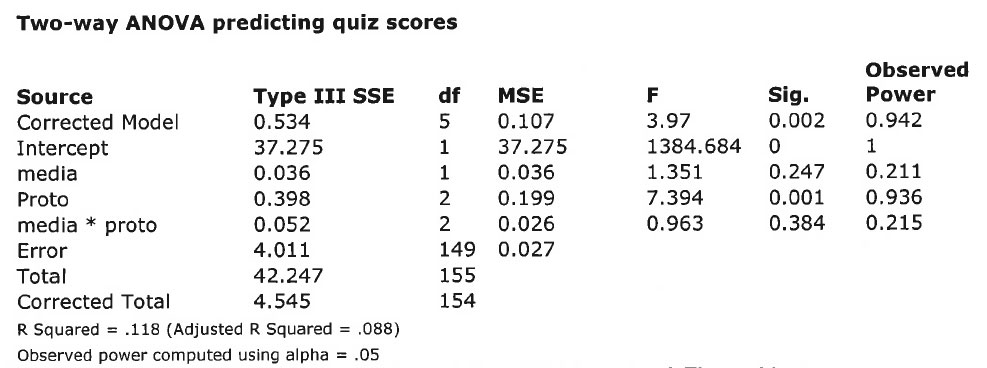 Two-way ANOVA predicting quiz scores
Observed
Source Type III SSE df MSE F Sig. Power
Corrected Model 0.534 5 0.107 3.97 0.002 0.942
Intercept 37.275 1 37.275 1384.684 0 1
media 0.036 1 0.036 1.351 0.247 0.211
Proto 0.398 2 0.199 7.394 0.001 0.936
media * proto 0.052 2 0.026 0.963 0.384 0.215
Error 4.011 149 0.027
Total 42.247 155
Corrected Total 4.545 154
R Squared = .118 (Adjusted R Squared = .088)
Observed power computed using alpha = .05